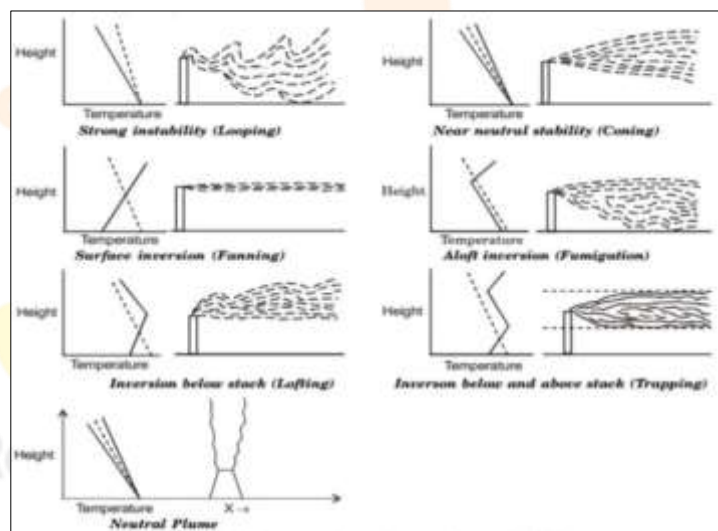 Height
Temperature
Strong instability (Looping)
Height
Temperature
Near neutral stability (Coning)
Height
Temperature
Surface inversion (Fanning)
Height
Temperature
Aloft inversion (Fumigation)
Height
Temperature
Inversion below stack (Lofting)
Height
Temperature
Inverson below and above stack (Trapping)
Height
Temperature
X→
Neutral Plume